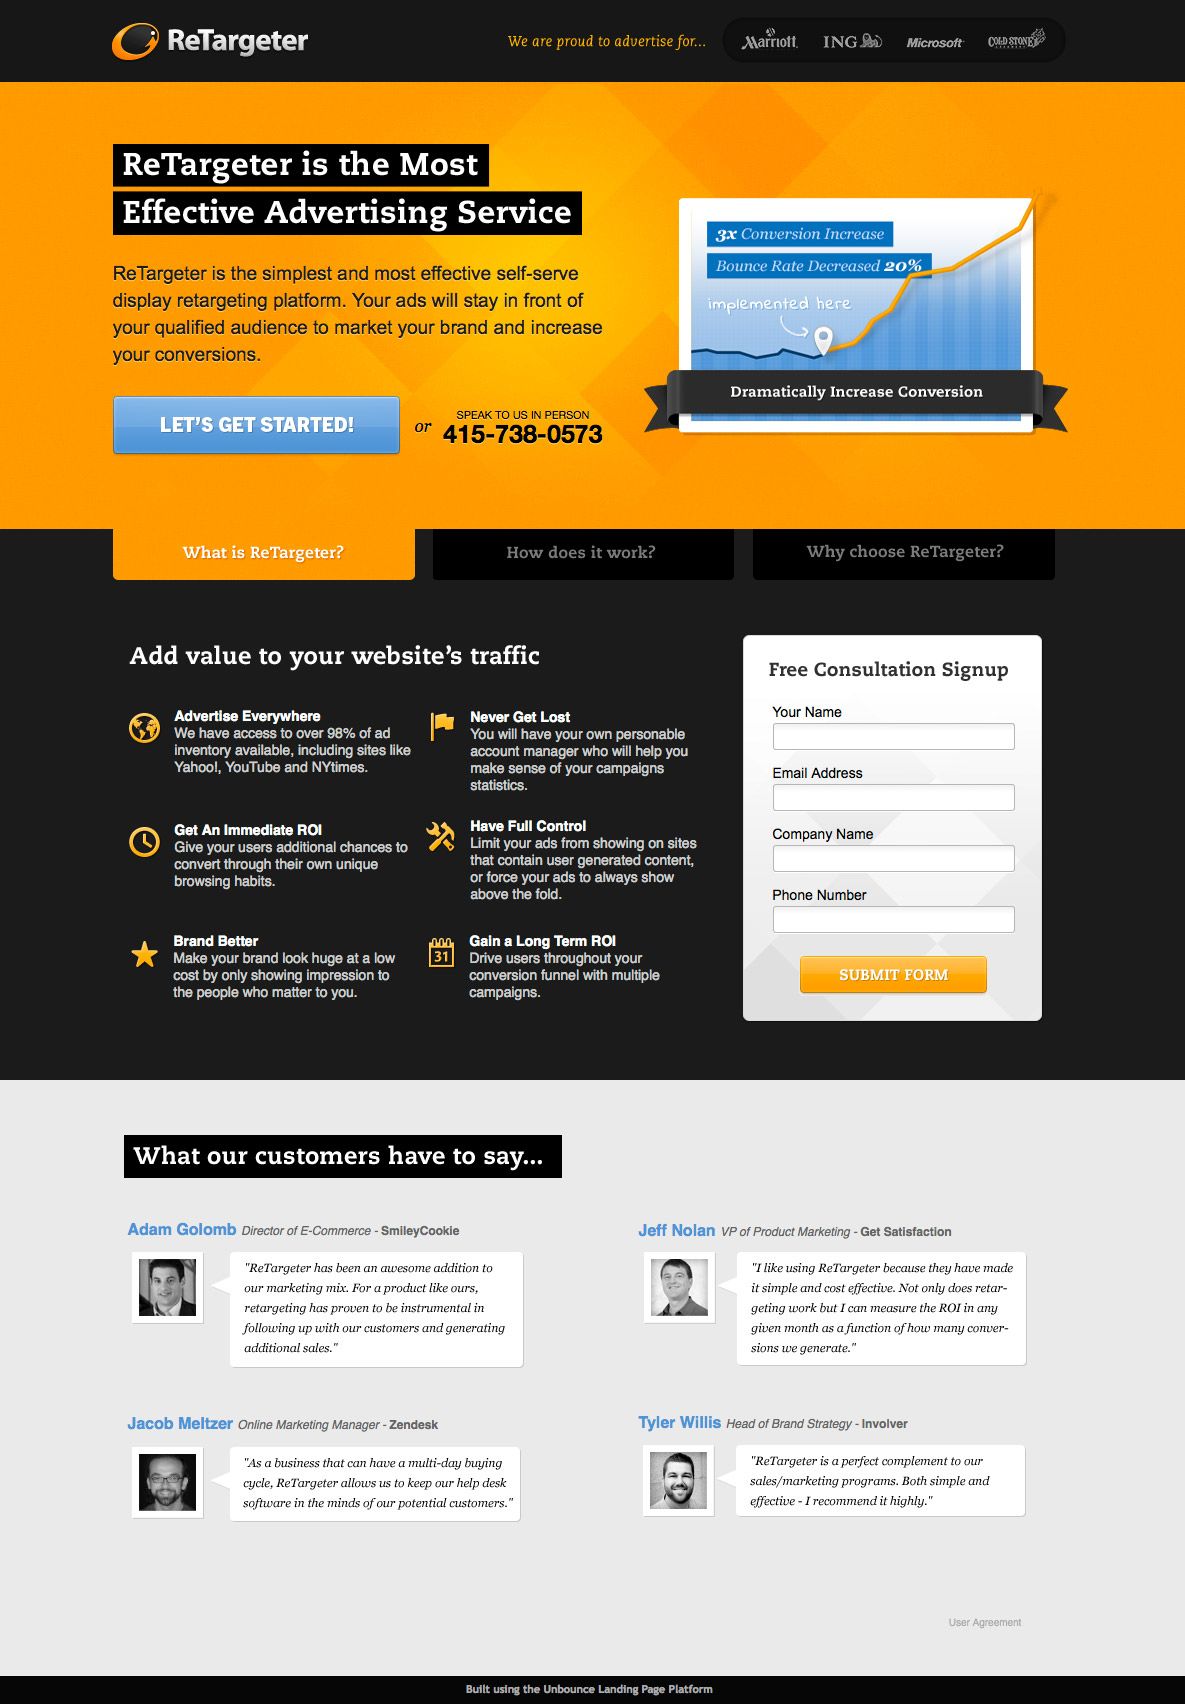 ReTargeter
We are proud to advertise for...
Marriott
ING
Microsoft
COLD STONE
ReTargeter is the Most
Effective Advertising Service
ReTargeter is the simplest and most effective self-serve
display retargeting platform. Your ads will stay in front of
your qualified audience to market your brand and increase
your conversions.
LET'S GET STARTED!
or
SPEAK TO US IN PERSON
415-738-0573
3x Conversion Increase
Bounce Rate Decreased 20%
implemented here
Dramatically Increase Conversion
What is ReTargeter?
How does it work?
Why choose ReTargeter?
Add value to your website's traffic
Advertise Everywhere
We have access to over 98% of ad
inventory available, including sites like
Yahoo!, YouTube and NYtimes.
Never Get Lost
You will have your own personable
account manager who will help you
make sense of your campaigns
statistics.
Get An Immediate ROI
Give your users additional chances to
convert through their own unique
browsing habits.
Have Full Control
Limit your ads from showing on sites
that contain user generated content,
or force your ads to always show
above the fold.
Brand Better
Make your brand look huge at a low
cost by only showing impression to
the people who matter to you.
31
Gain a Long Term ROI
Drive users throughout your
conversion funnel with multiple
campaigns.
Free Consultation Signup
Your Name
Email Address
Company Name
Phone Number
SUBMIT FORM
What our customers have to say...
Adam Golomb Director of E-Commerce - SmileyCookie
"ReTargeter has been an awesome addition to
our marketing mix. For a product like ours,
retargeting has proven to be instrumental in
following up with our customers and generating
additional sales."
Jeff Nolan VP of Product Marketing - Get Satisfaction
"I like using ReTargeter because they have made
it simple and cost effective. Not only does retar-
geting work but I can measure the ROI in any
given month as a function of how many conver-
sions we generate."
Jacob Meltzer Online Marketing Manager - Zendesk
"As a business that can have a multi-day buying
cycle, ReTargeter allows us to keep our help desk
software in the minds of our potential customers."
Tyler Willis Head of Brand Strategy - Involver
"ReTargeter is a perfect complement to our
sales/marketing programs. Both simple and
effective - I recommend it highly."
User Agreement
Built using the Unbounce Landing Page Platform